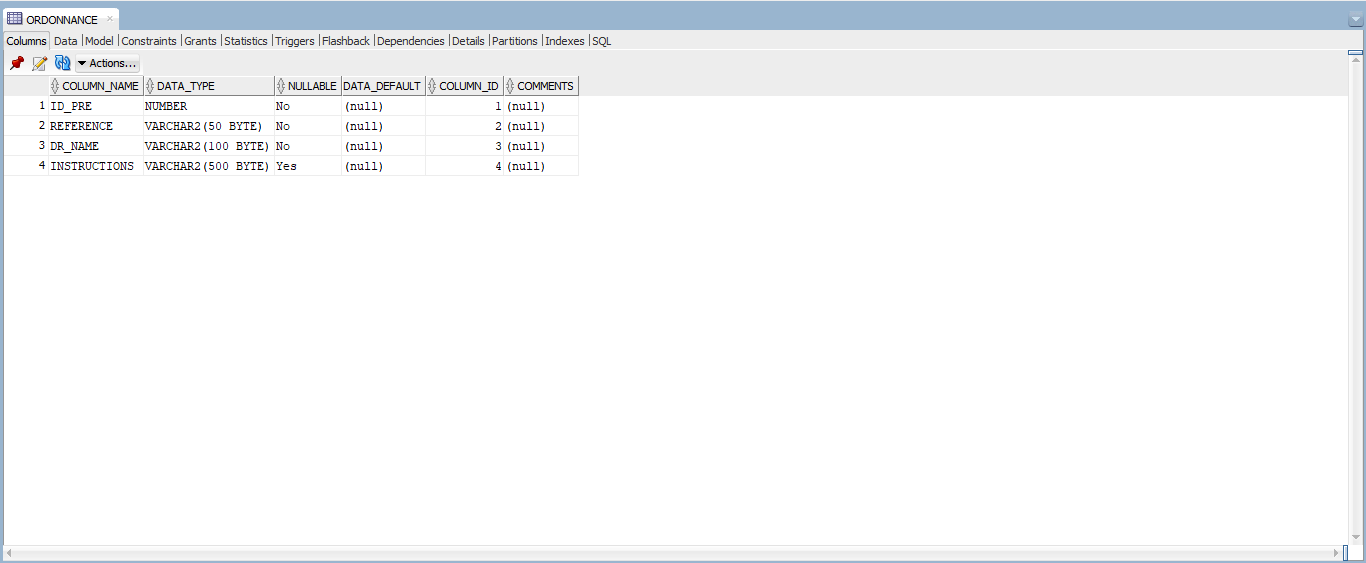 ORDONNANCE
Columns Data Model Constraints Grants Statistics Triggers Flashback Dependencies Details Partitions Indexes SQL
Actions...
COLUMN_NAME DATA_TYPE NULLABLE DATA_DEFAULT COLUMN_ID COMMENTS
1 ID_PRE NUMBER No (null) 1 (null)
2 REFERENCE VARCHAR2(50 BYTE) No (null) 2 (null)
3 DR_NAME VARCHAR2(100 BYTE) No (null) 3 (null)
4 INSTRUCTIONS VARCHAR2(500 BYTE) Yes (null) 4 (null)